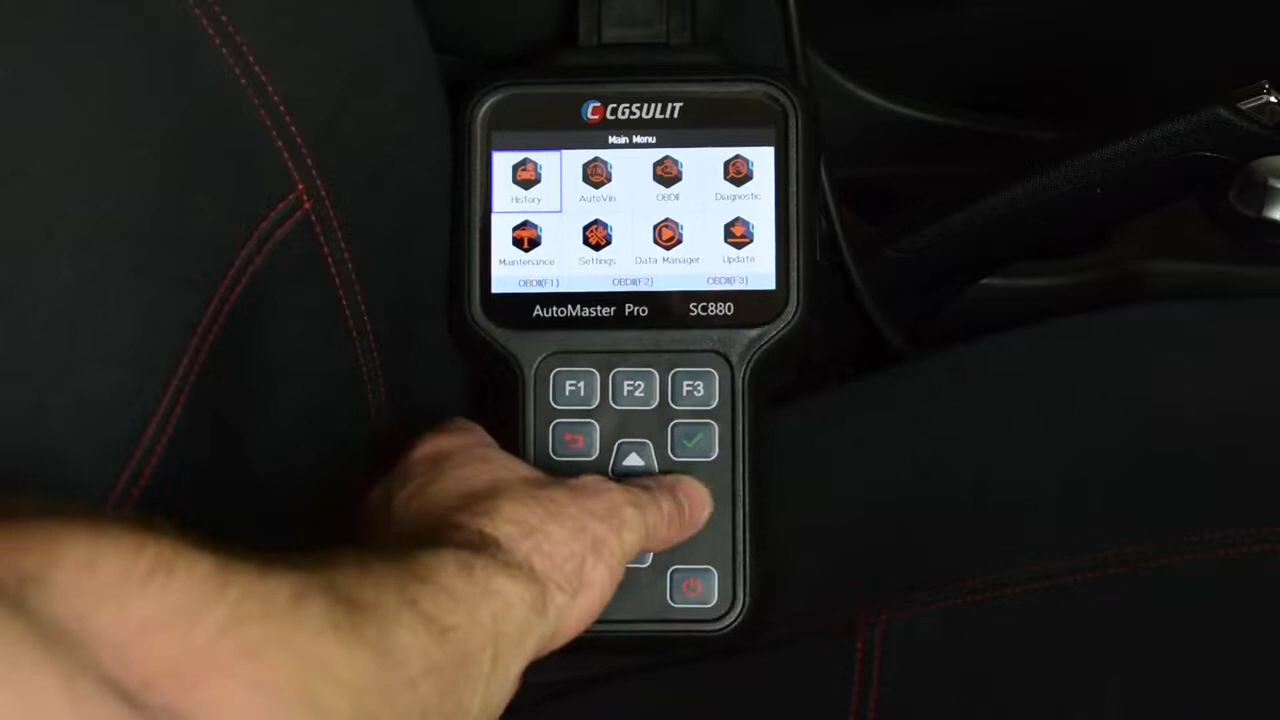 CGSULIT
Main Menu
History AutoVin OBDII Diagnostic
Maintenance Settings Data Manager Update
OBDII(F1) OBDII(F2) OBDII(F3)
AutoMaster Pro SC880
F1 F2 F3